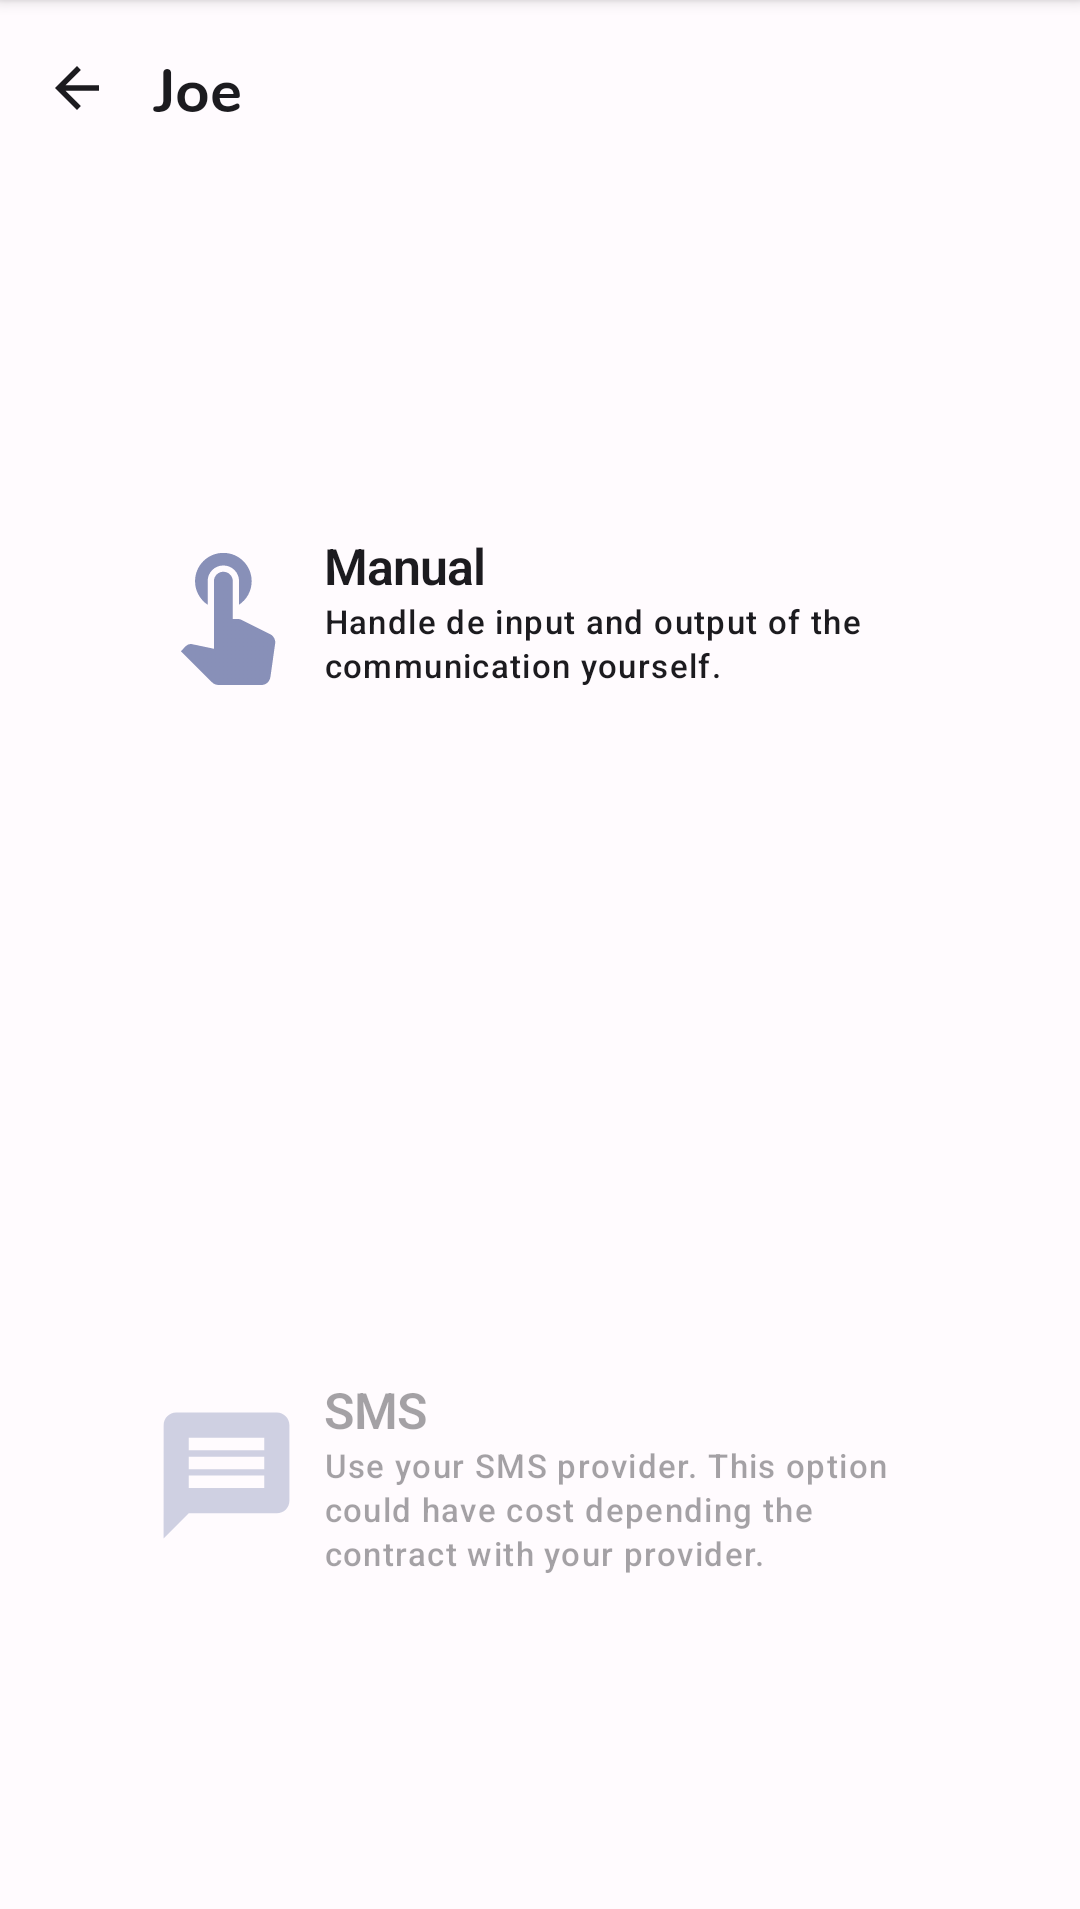 Joe
Manual
Handle de input and output of the
communication yourself.
SMS
Use your SMS provider. This option
could have cost depending the
contract with your provider.